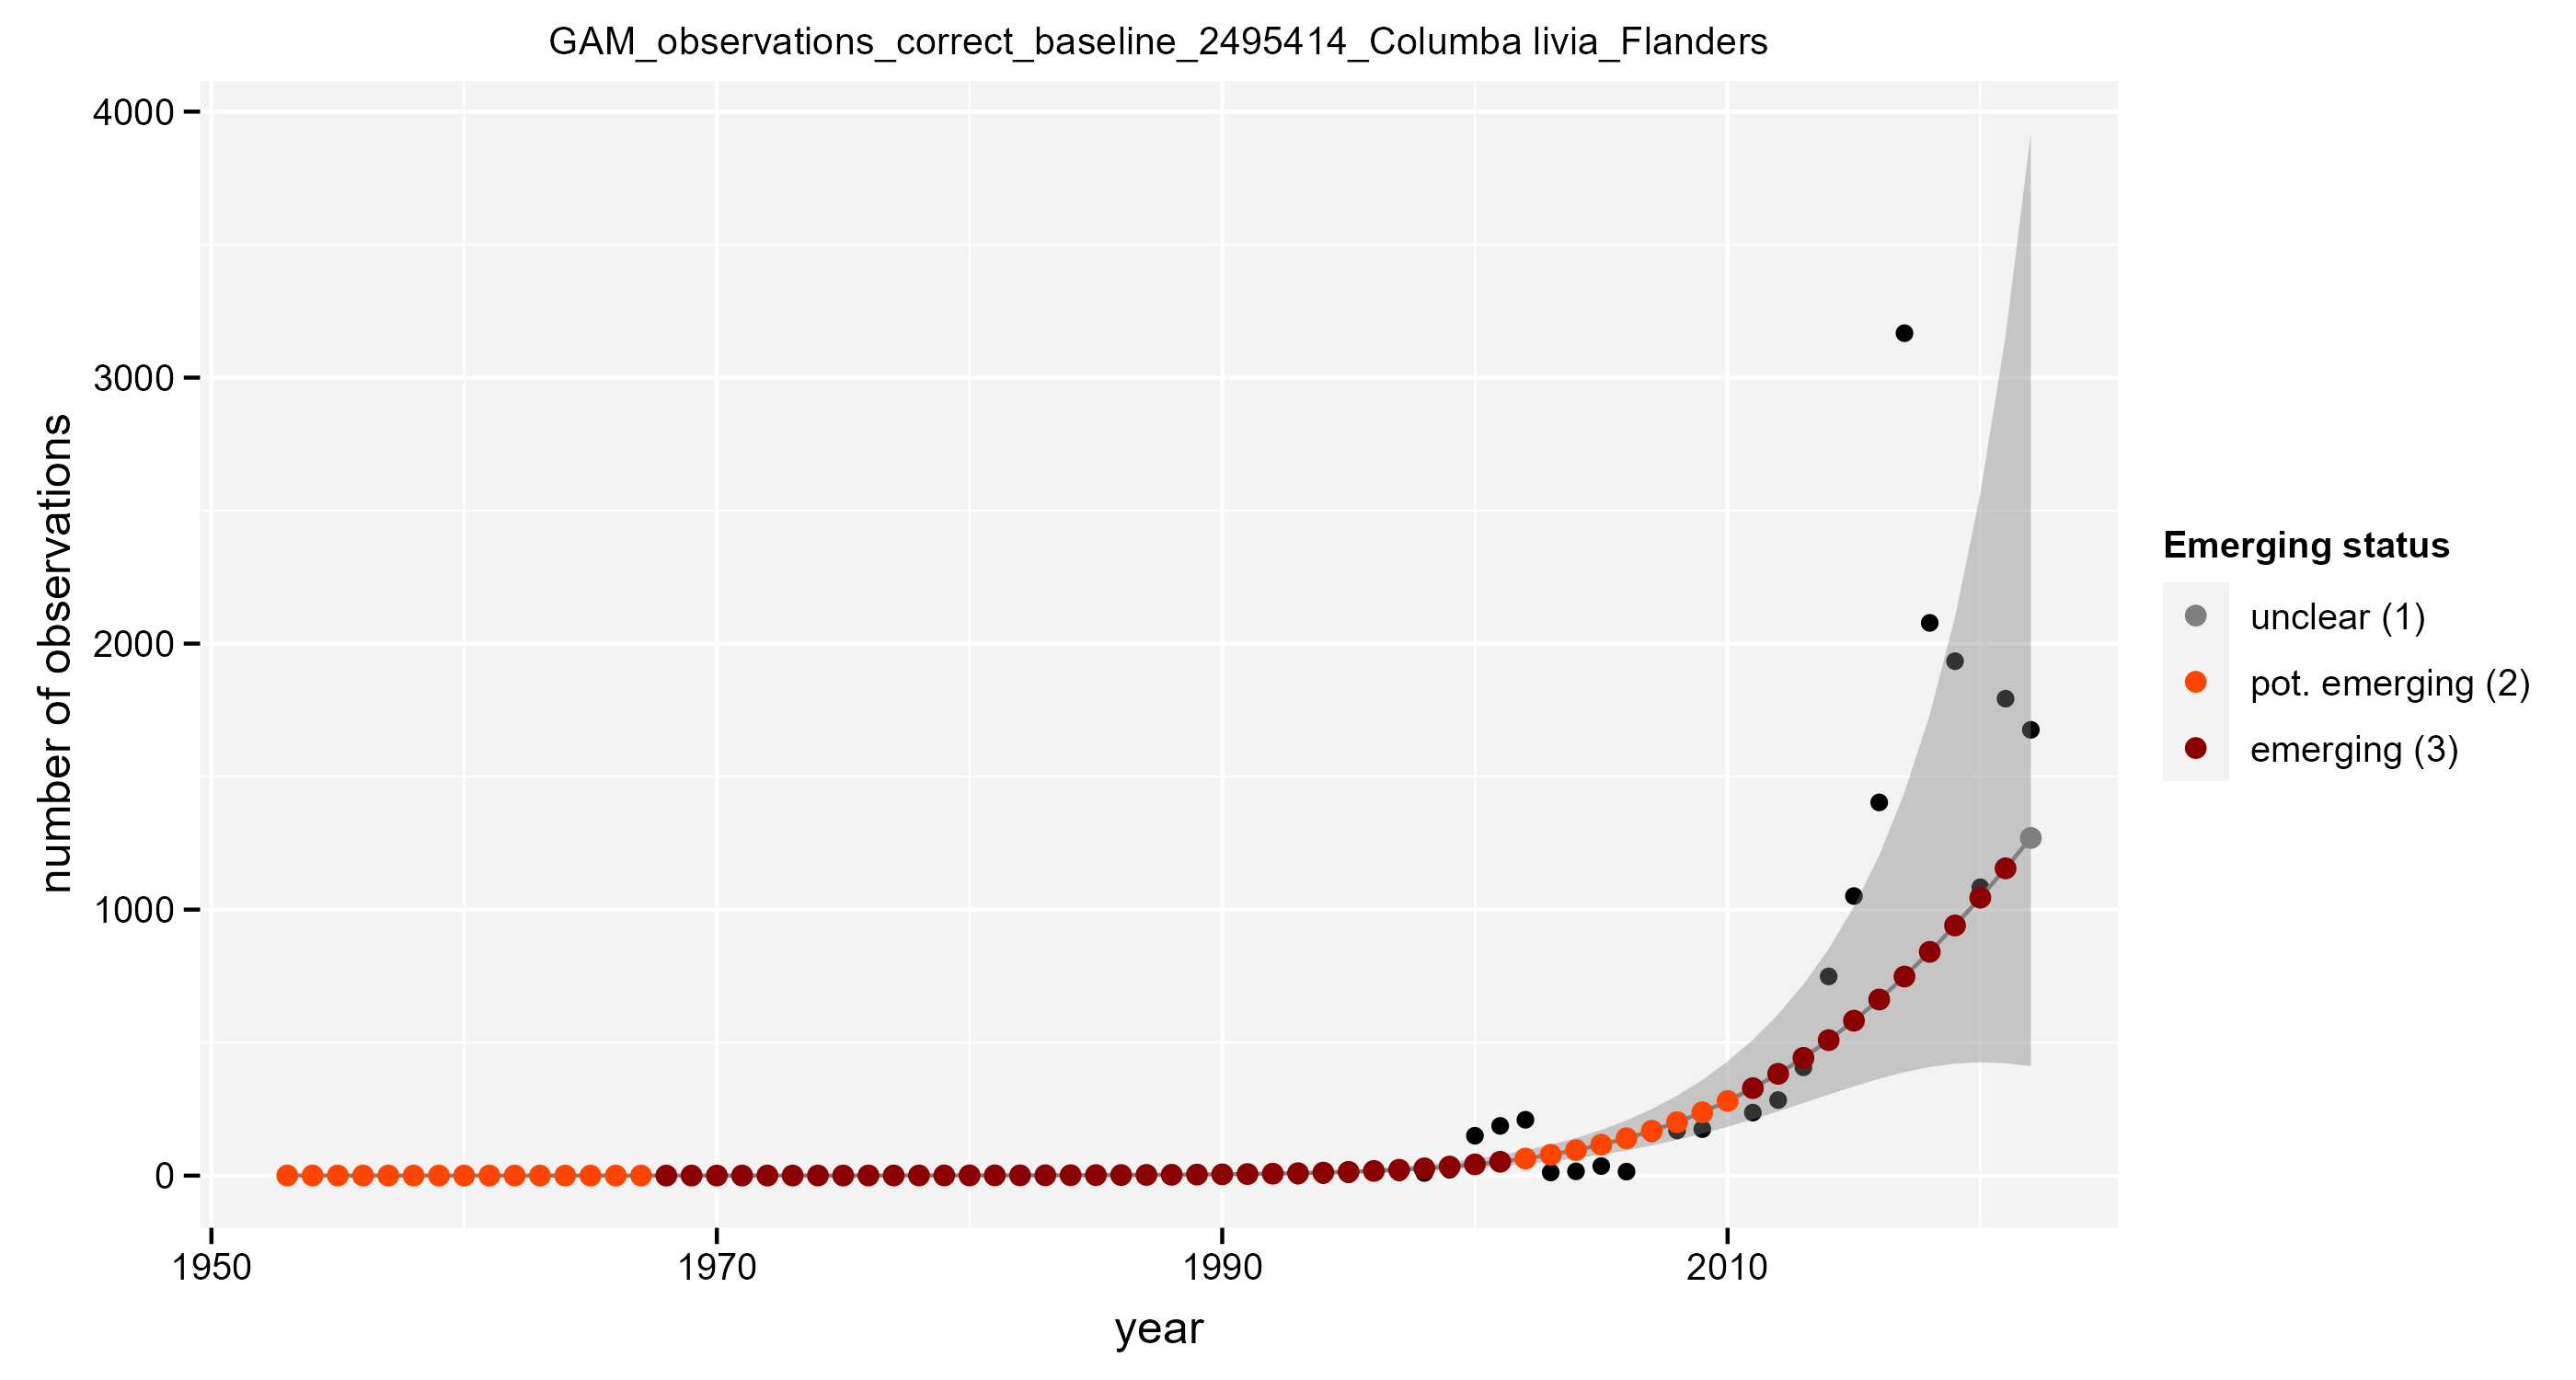 GAM_observations_correct_baseline_2495414_Columba livia_Flanders
4000
3000
2000
1000
0
number of observations
1950
1970
1990
2010
year
Emerging status
unclear (1)
pot. emerging (2)
emerging (3)